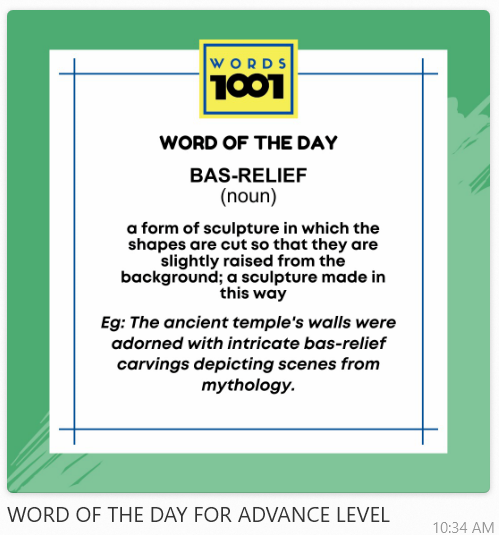 WORDS
1001
WORD OF THE DAY
BAS-RELIEF
(noun)
a form of sculpture in which the
shapes are cut so that they are
slightly raised from the
background; a sculpture made in
this way
Eg: The ancient temple's walls were
adorned with intricate bas-relief
carvings depicting scenes from
mythology.
WORD OF THE DAY FOR ADVANCE LEVEL
10:34 AM